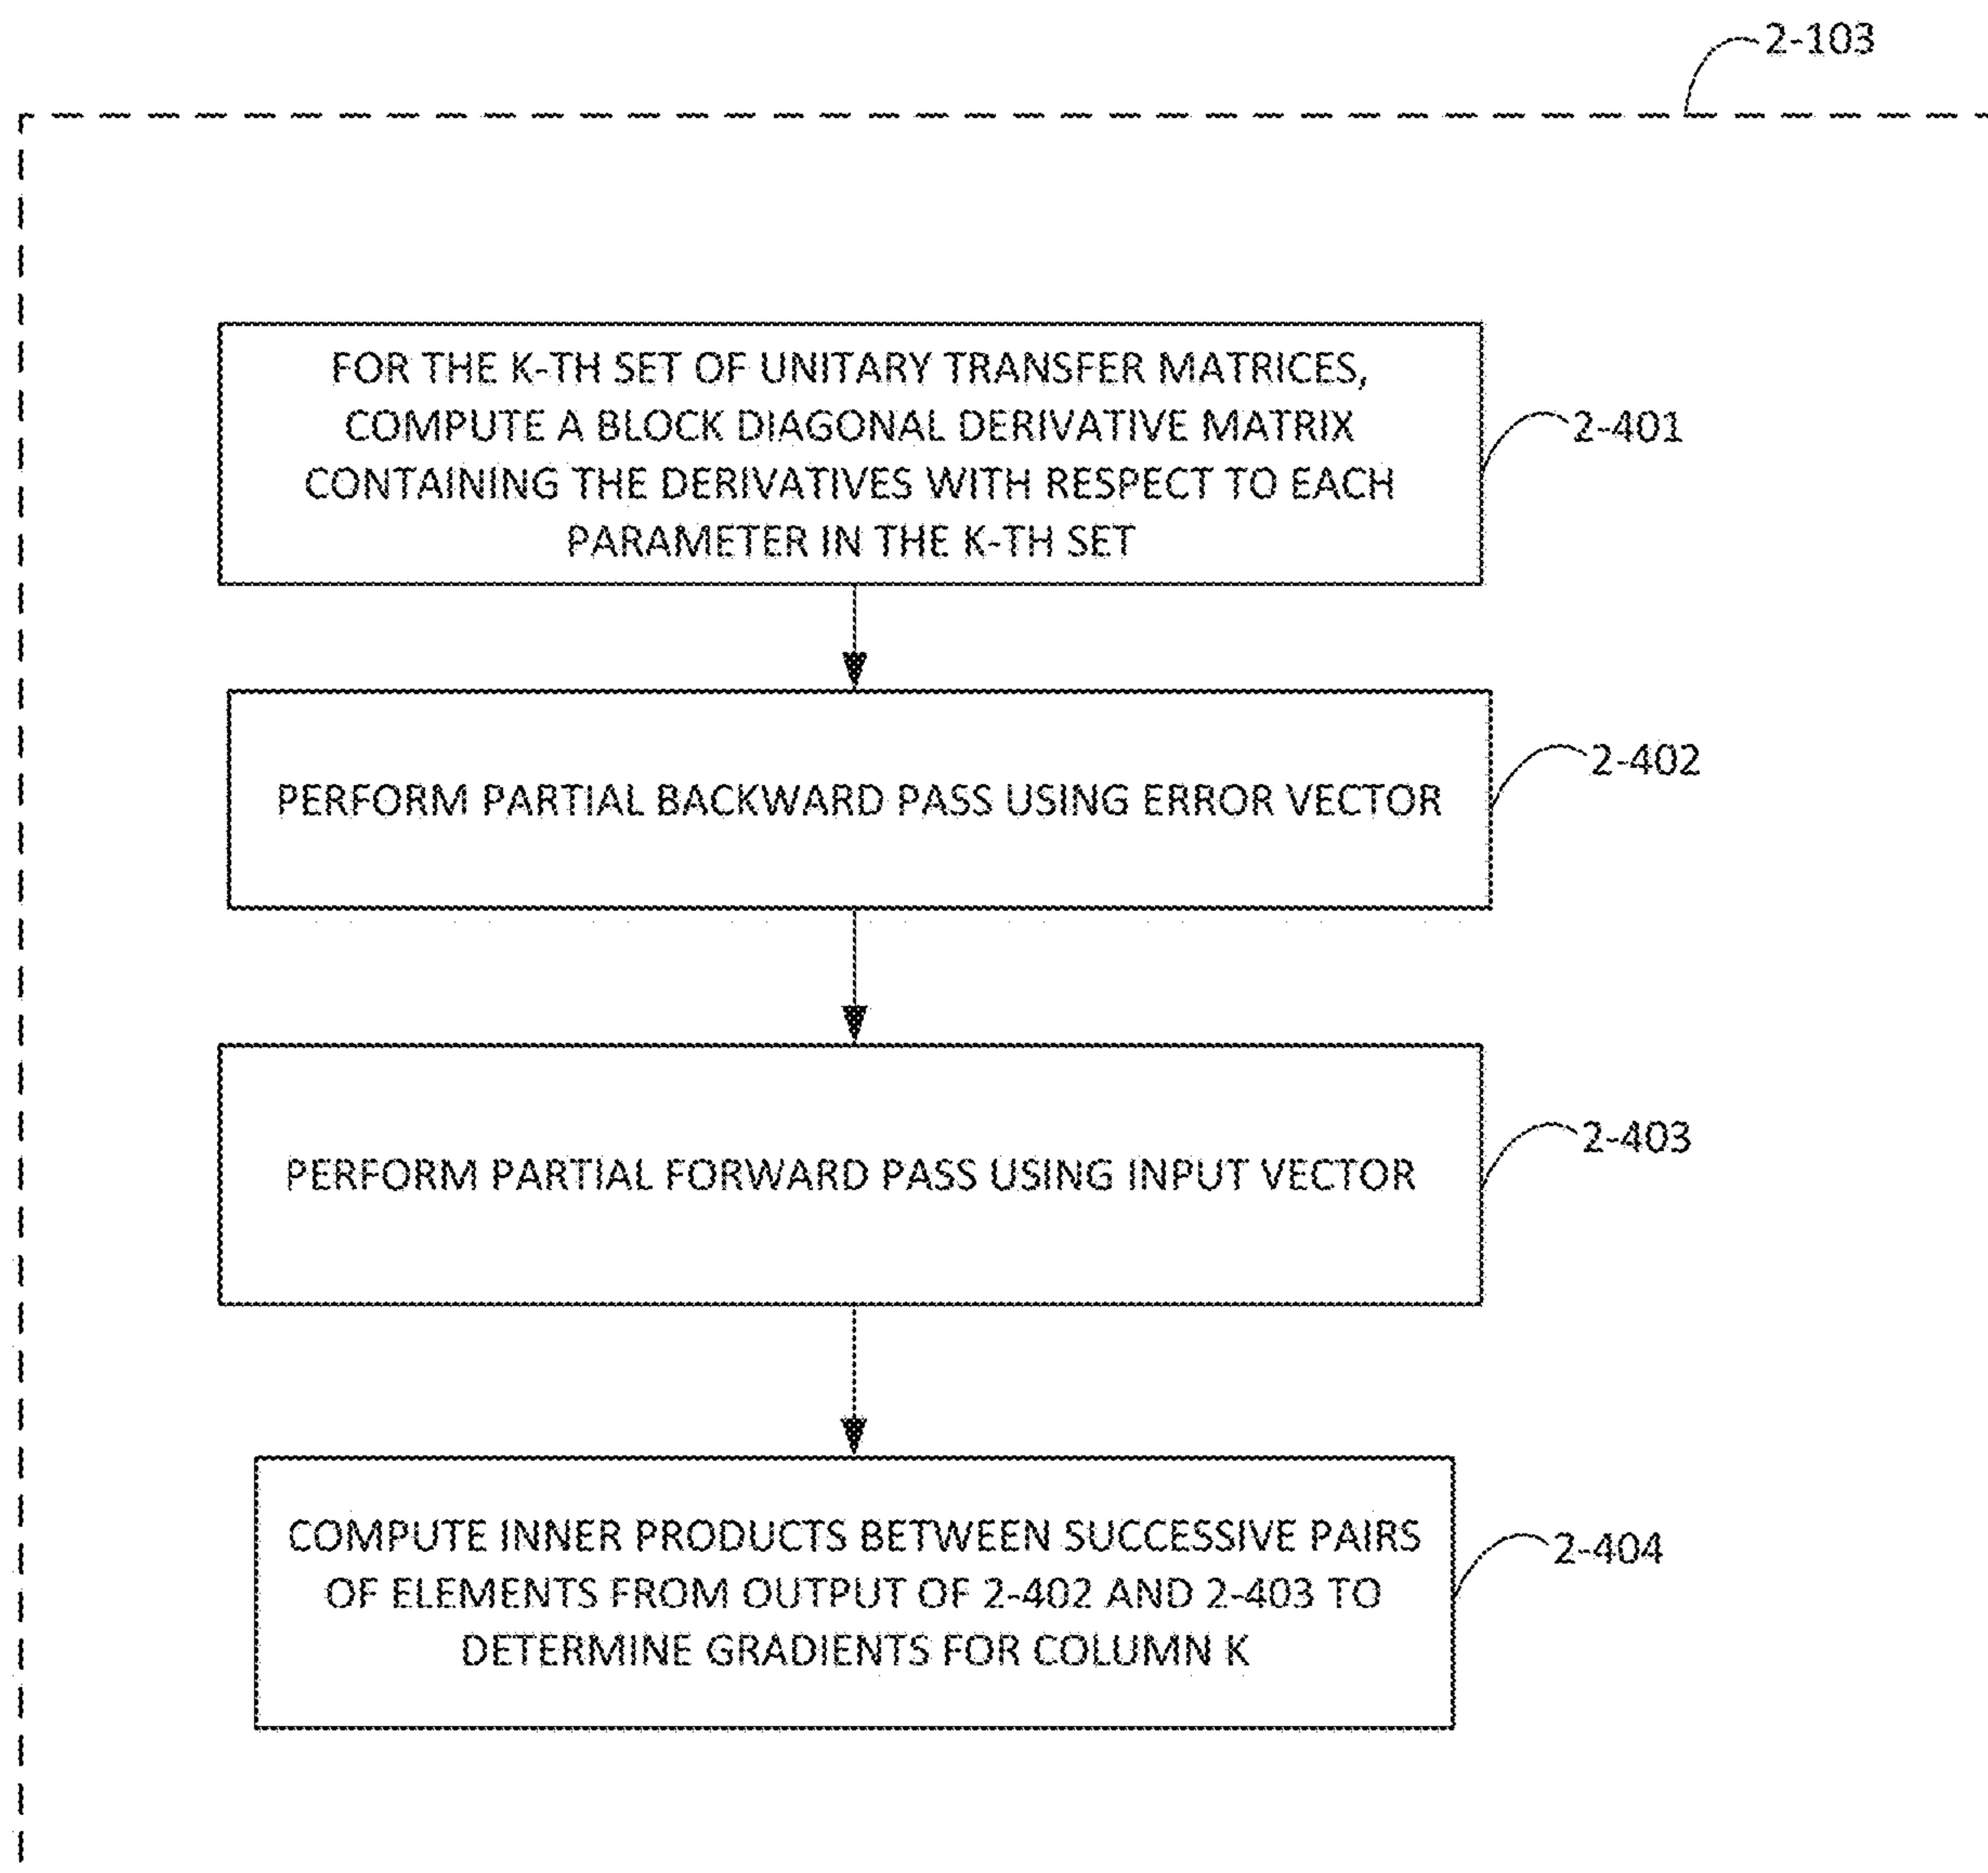 2-103
FOR THE K-TH SET OF UNITARY TRANSFER MATRICES,
COMPUTE A BLOCK DIAGONAL DERIVATIVE MATRIX
CONTAINING THE DERIVATIVES WITH RESPECT TO EACH
PARAMETER IN THE K-TH SET
2-401
PERFORM PARTIAL BACKWARD PASS USING ERROR VECTOR
2-402
PERFORM PARTIAL FORWARD PASS USING INPUT VECTOR
2-403
COMPUTE INNER PRODUCTS BETWEEN SUCCESSIVE PAIRS
OF ELEMENTS FROM OUTPUT OF 2-402 AND 2-403 TO
DETERMINE GRADIENTS FOR COLUMN K
2-404